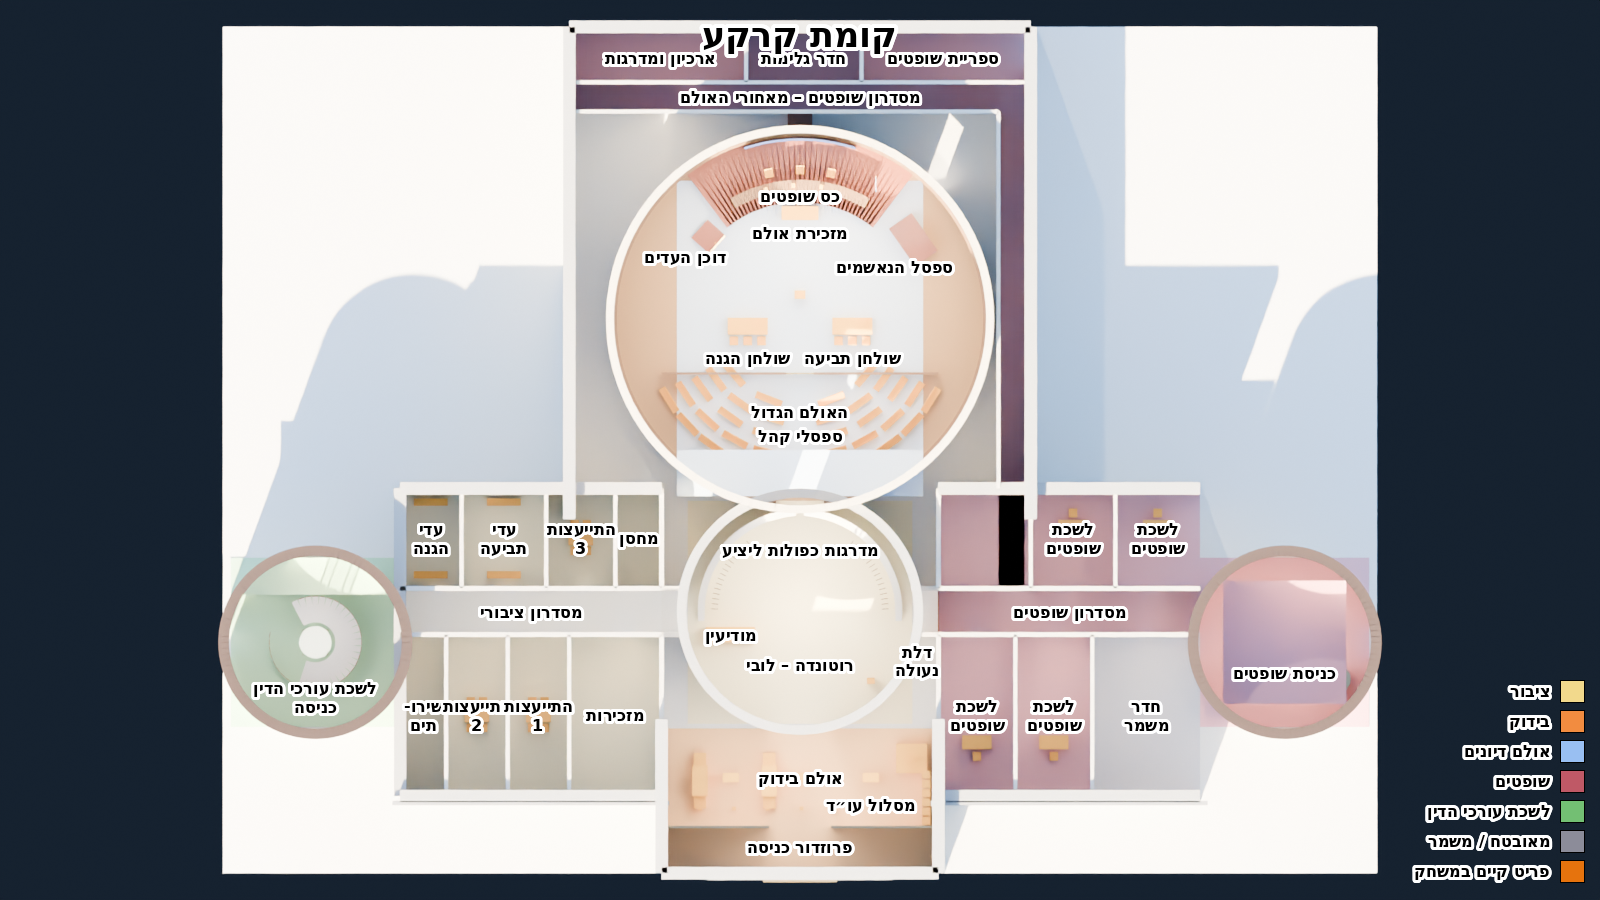 קומת קרקע
ספריית שופטים
חדר גלימות
ארכיון ומדרגות
מסדרון שופטים – מאחורי האולם
כס שופטים
מזכירת אולם
דוכן העדים
ספסל הנאשמים
שולחן תביעה
שולחן הגנה
האולם הגדול
ספסלי קהל
לשכת
שופטים
לשכת
שופטים
מחסן
התייעצות
3
עדי
תביעה
עדי
הגנה
מדרגות כפולות ליציע
מסדרון שופטים
מסדרון ציבורי
מודיעין
רוטונדה – לובי
דלת
נעולה
כניסת שופטים
לשכת עורכי הדין
כניסה
חדר
משמר
לשכת
שופטים
לשכת
שופטים
מזכירות
התייעצות
1
תייעצות
2
שירו-
תים
אולם בידוק
מסלול עו״ד
פרוזדור כניסה
ציבור
בידוק
אולם דיונים
שופטים
לשכת עורכי הדין
מאובטח / משמר
פריט קיים במשחק